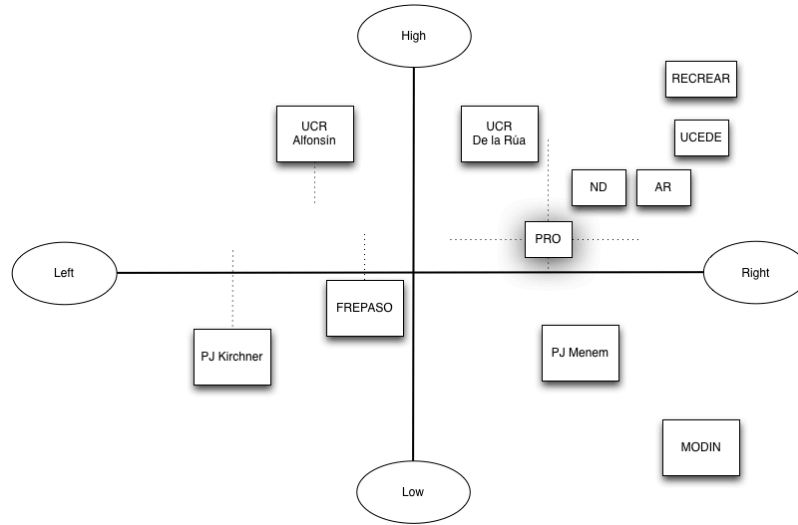 High
RECREAR
UCR
Alfonsín
UCR
De la Rúa
UCEDE
ND
AR
PRO
Left
Right
FREPASO
PJ Kirchner
PJ Menem
MODIN
Low